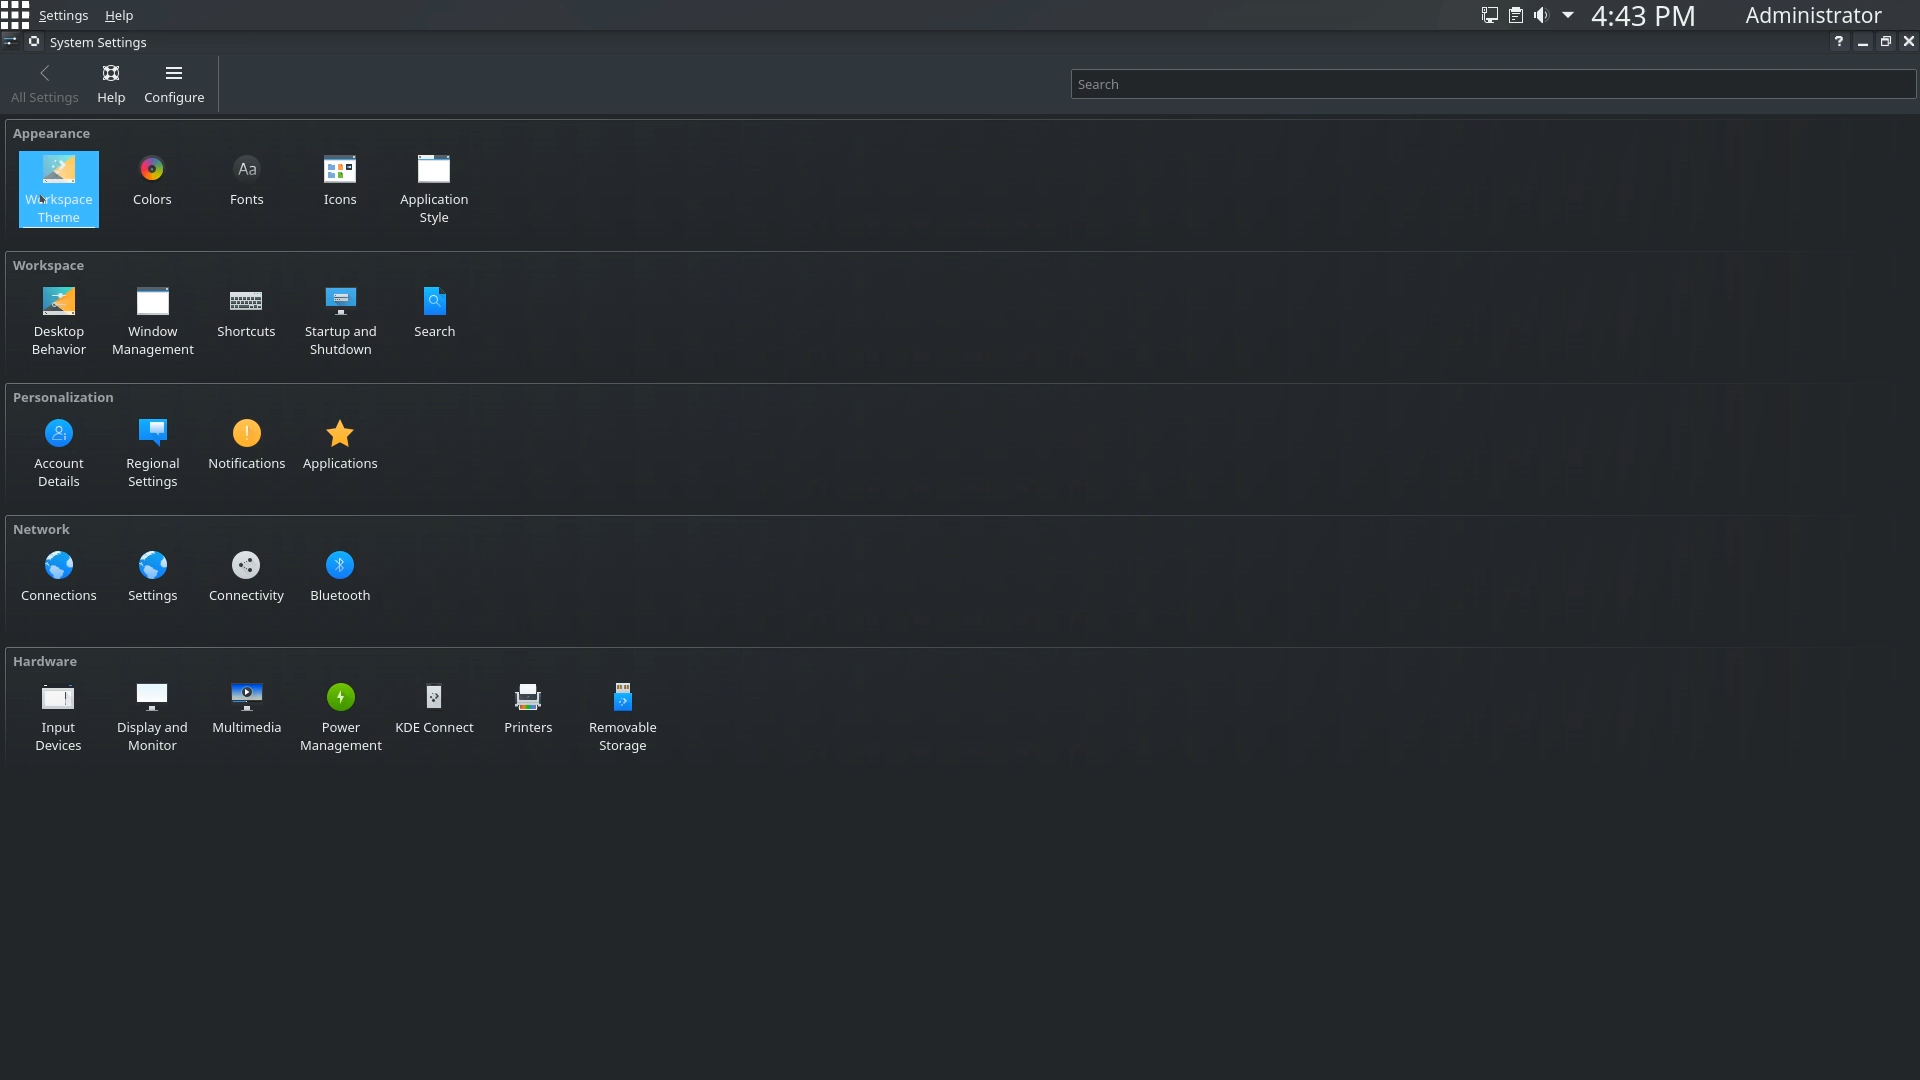 Settings Help 4:43 PM Administrator
System Settings ?
All Settings Help Configure Search
Appearance
Workspace Theme
Colors
Fonts
Icons
Application Style
Workspace
Desktop Behavior
Window Management
Shortcuts
Startup and Shutdown
Search
Personalization
Account Details
Regional Settings
Notifications
Applications
Network
Connections
Settings
Connectivity
Bluetooth
Hardware
Input Devices
Display and Monitor
Multimedia
Power Management
KDE Connect
Printers
Removable Storage